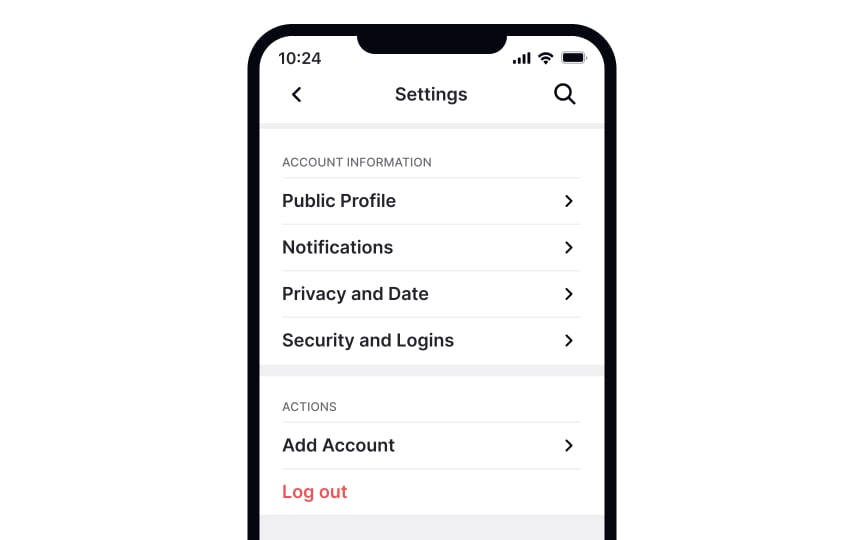 10:24
Settings
ACCOUNT INFORMATION
Public Profile
Notifications
Privacy and Date
Security and Logins
ACTIONS
Add Account
Log out